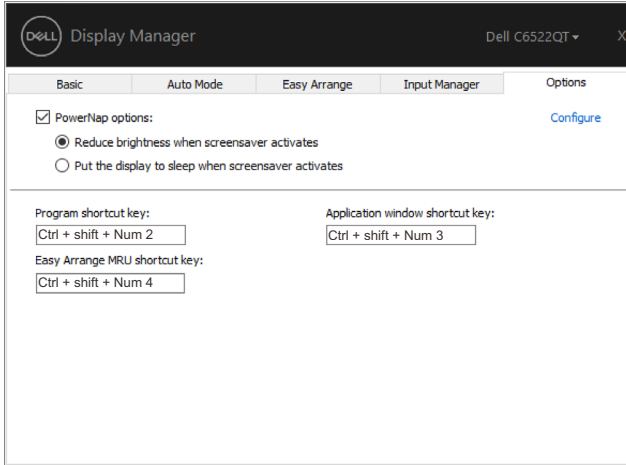 DELL Display Manager Dell C6522QT X
Basic Auto Mode Easy Arrange Input Manager Options
PowerNap options: Configure
Reduce brightness when screensaver activates
Put the display to sleep when screensaver activates
Program shortcut key: Application window shortcut key:
Ctrl + shift + Num 2 Ctrl + shift + Num 3
Easy Arrange MRU shortcut key:
Ctrl + shift + Num 4